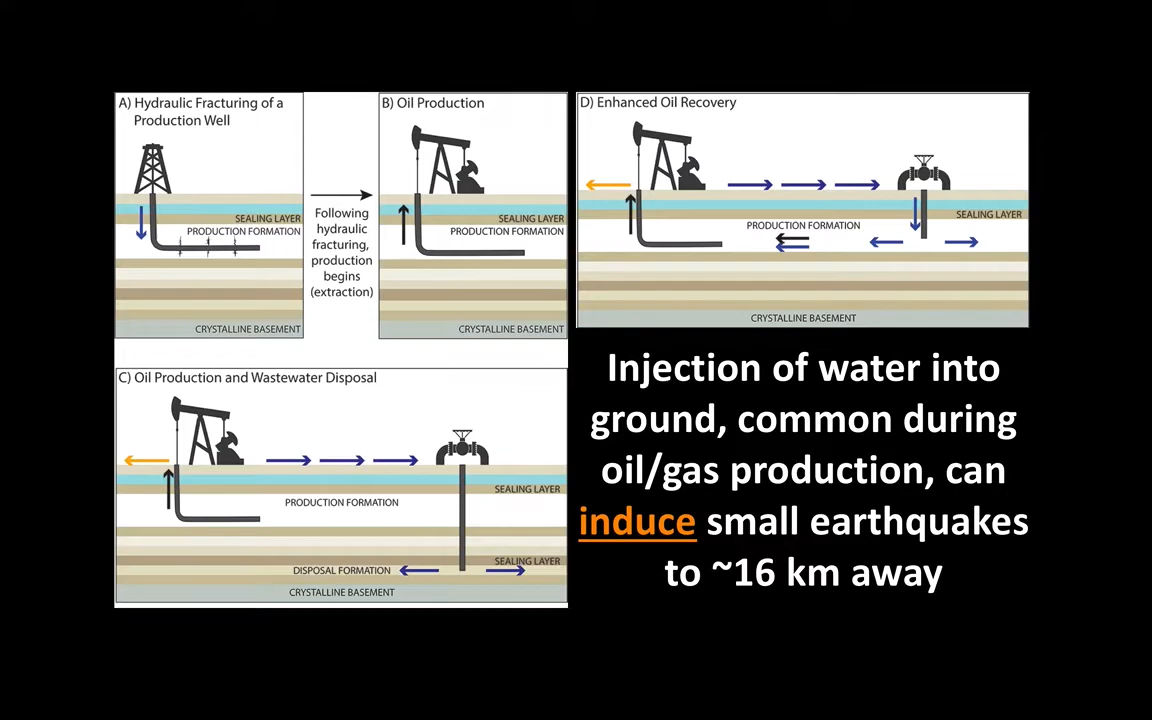 A) Hydraulic Fracturing of a
Production Well
SEALING LAYER
PRODUCTION FORMATION
CRYSTALLINE BASEMENT
Following
hydraulic
fracturing,
production
begins
(extraction)
B) Oil Production
SEALING LAYER
PRODUCTION FORMATION
CRYSTALLINE BASEMENT
D) Enhanced Oil Recovery
SEALING LAYER
PRODUCTION FORMATION
CRYSTALLINE BASEMENT
C) Oil Production and Wastewater Disposal
SEALING LAYER
PRODUCTION FORMATION
SEALING LAYER
DISPOSAL FORMATION
CRYSTALLINE BASEMENT
Injection of water into
ground, common during
oil/gas production, can
induce small earthquakes
to ~16 km away